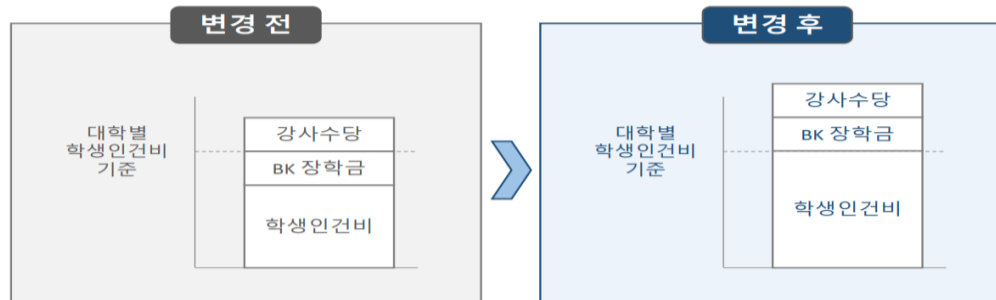 변경 전
대학별
학생인건비
기준
강사수당
BK 장학금
학생인건비
변경 후
대학별
학생인건비
기준
강사수당
BK 장학금
학생인건비